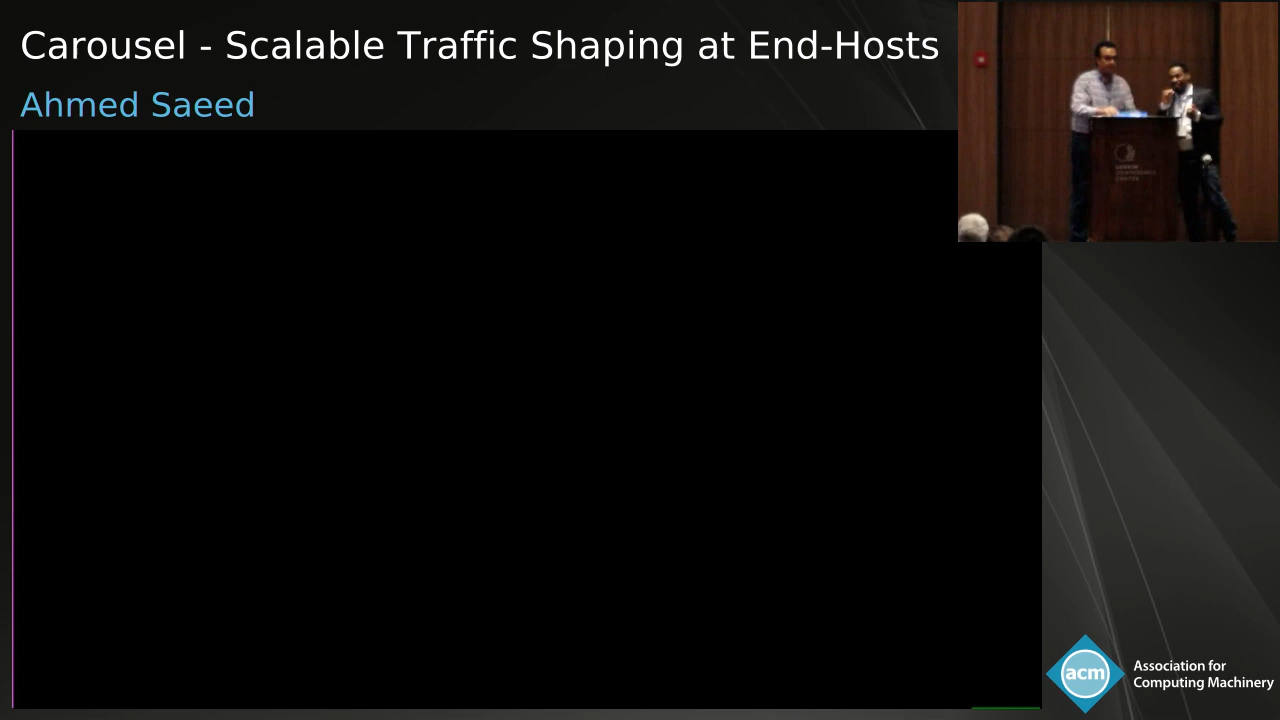 Carousel - Scalable Traffic Shaping at End-Hosts
Ahmed Saeed
acm
Association for
Computing Machinery